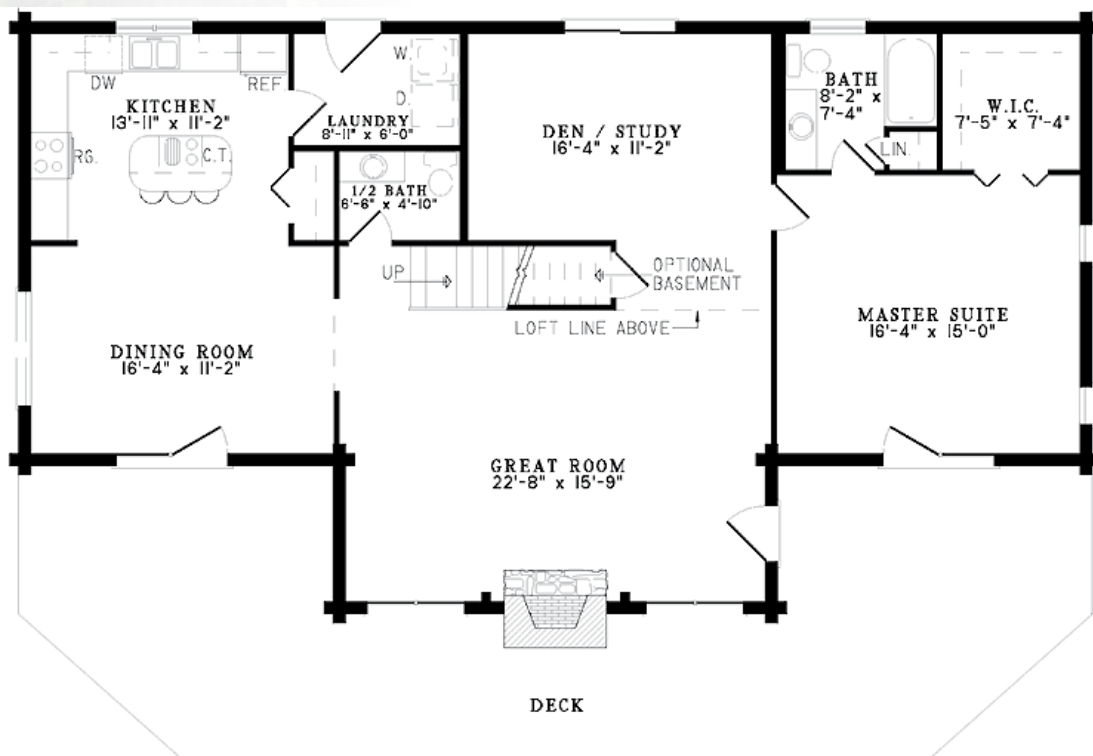 DW
REF
KITCHEN
13'-11" x 11'-2"
RG.
C.T.
W.
D.
LAUNDRY
8'-11" x 6'-0"
1/2 BATH
6'-6" x 4'-10"
DEN / STUDY
16'-4" x 11'-2"
BATH
8'-2" x
7'-4"
LIN.
W.I.C.
7'-5" x 7'-4"
UP
OPTIONAL
BASEMENT
LOFT LINE ABOVE
MASTER SUITE
16'-4" x 15'-0"
DINING ROOM
16'-4" x 11'-2"
GREAT ROOM
22'-8" x 15'-9"
DECK